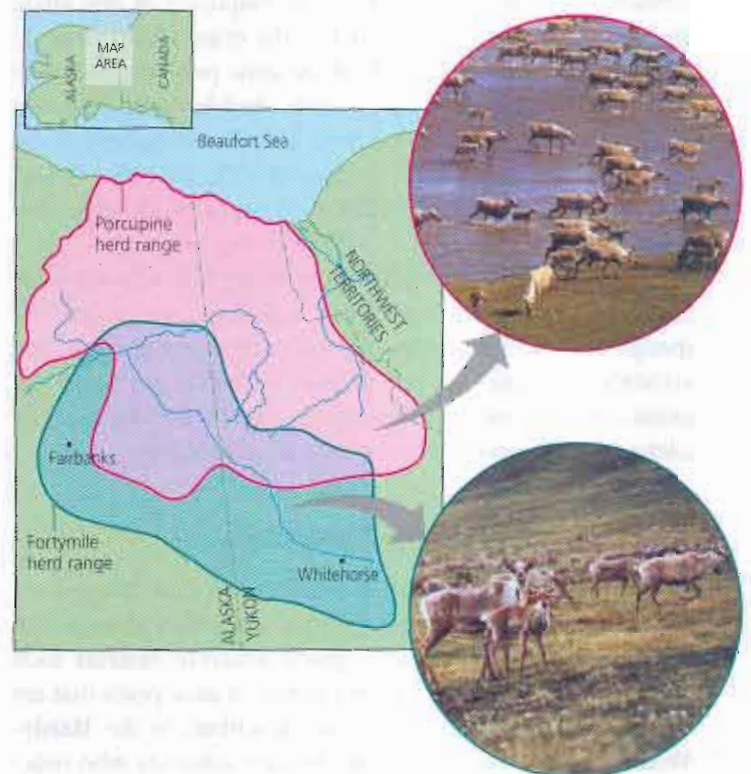 MAP
AREA
ALASKA
CANADA
Beaufort Sea
Porcupine
herd range
NORTHWEST
TERRITORIES
Fairbanks
Fortymile
herd range
Whitehorse
ALASKA
YUKON